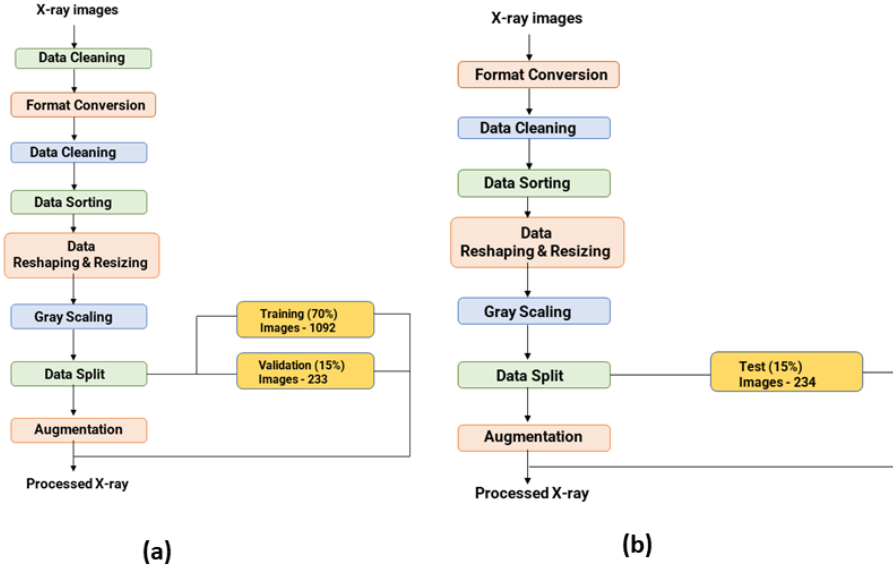 X-ray images
Data Cleaning
Format Conversion
Data Cleaning
Data Sorting
Data
Reshaping & Resizing
Gray Scaling
Training (70%)
Images - 1092
Validation (15%)
Images - 233
Data Split
Augmentation
Processed X-ray
(a)
X-ray images
Format Conversion
Data Cleaning
Data Sorting
Data
Reshaping & Resizing
Gray Scaling
Data Split
Test (15%)
Images - 234
Augmentation
Processed X-ray
(b)